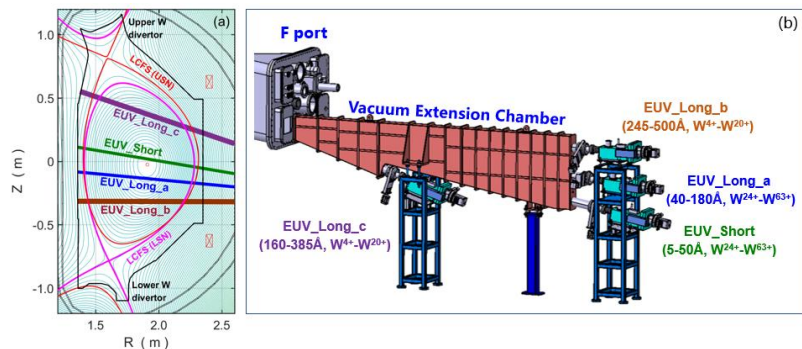 (a)
Upper W
divertor
LCFS (USN)
EUV_Long_c
EUV_Short
EUV_Long_a
EUV_Long_b
LCFS (LSN)
Lower W
divertor
1.0
0.5
0
-0.5
-1.0
Z ( m )
1.5
2.0
2.5
R ( m )
(b)
F port
Vacuum Extension Chamber
EUV_Long_b
(245-500Å, W4+-W20+)
EUV_Long_a
(40-180Å, W24+-W63+)
EUV_Short
(5-50Å, W24+-W63+)
EUV_Long_c
(160-385Å, W4+-W20+)